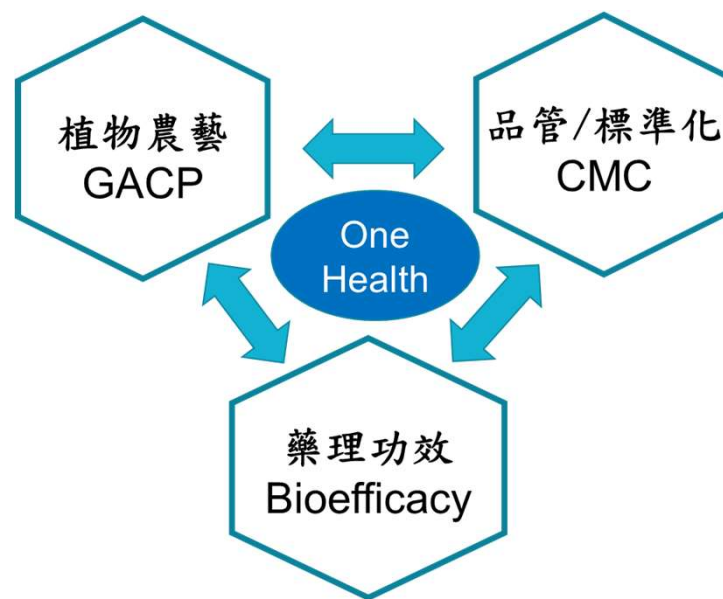 植物農藝
GACP
品管/標準化
CMC
One
Health
藥理功效
Bioefficacy